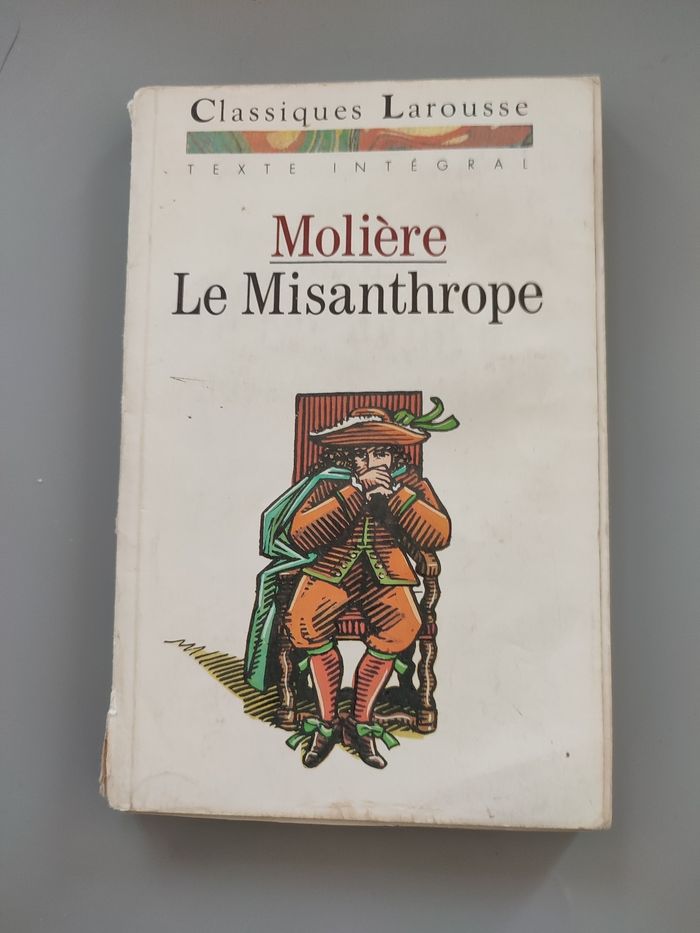 Classiques Larousse
TEXTE INTÉGRAL
Molière
Le Misanthrope